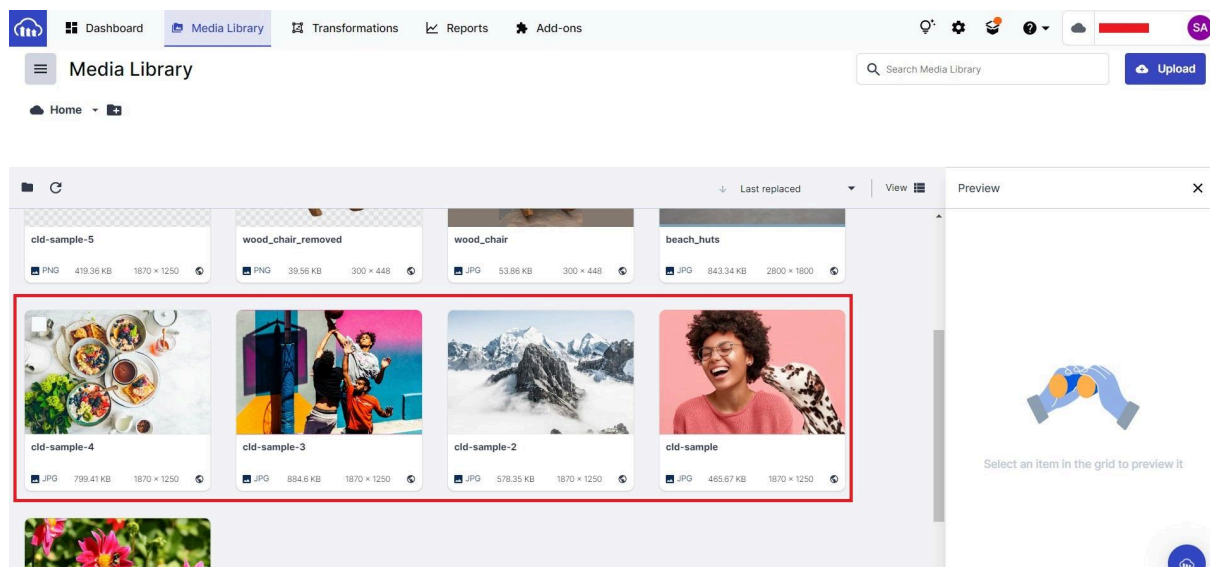 Dashboard Media Library Transformations Reports Add-ons SA
Media Library Search Media Library Upload
Home
Last replaced View Preview
cld-sample-5 wood_chair_removed wood_chair beach_huts
PNG 419.36 KB 1870 × 1250 PNG 39.56 KB 300 × 448 JPG 53.86 KB 300 × 448 JPG 843.34 KB 2800 × 1800
cld-sample-4 cld-sample-3 cld-sample-2 cld-sample
Select an item in the grid to preview it
JPG 799.41 KB 1870 × 1250 JPG 884.6 KB 1870 × 1250 JPG 578.35 KB 1870 × 1250 JPG 465.67 KB 1870 × 1250